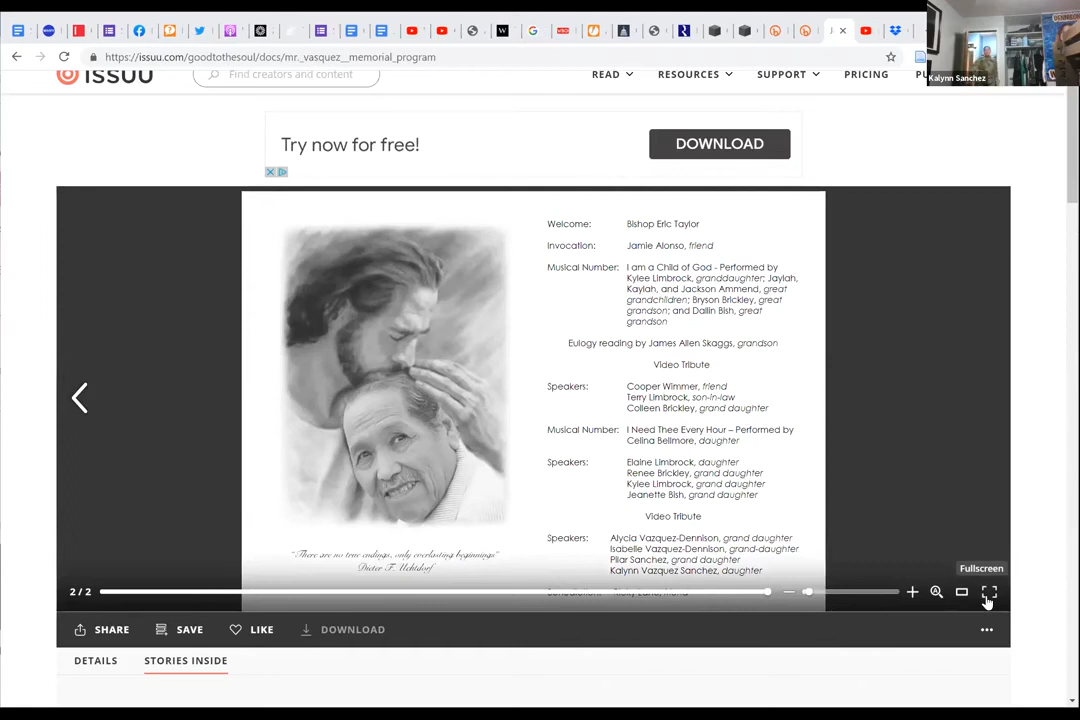 https://issuu.com/goodtothesoul/docs/mr._vasquez__memorial_program
issuu
Find creators and content
READ
RESOURCES
SUPPORT
PRICING
Kalynn Sanchez
Try now for free!
DOWNLOAD
Welcome: Bishop Eric Taylor
Invocation: Jamie Alonso, friend
Musical Number: I am a Child of God - Performed by
Kylee Limbrock, granddaughter; Jaylah,
Kaylah, and Jackson Ammend, great
grandchildren; Bryson Brickley, great
grandson; and Dallin Bish, great
grandson
Eulogy reading by James Allen Skaggs, grandson
Video Tribute
Speakers: Cooper Wimmer, friend
Terry Limbrock, son-in-law
Colleen Brickley, grand daughter
Musical Number: I Need Thee Every Hour – Performed by
Celina Bellmore, daughter
Speakers: Elaine Limbrock, daughter
Renee Brickley, grand daughter
Kylee Limbrock, grand daughter
Jeanette Bish, grand daughter
Video Tribute
Speakers: Alycia Vazquez-Dennison, grand daughter
Isabelle Vazquez-Dennison, grand-daughter
Pilar Sanchez, grand daughter
Kalynn Vazquez Sanchez, daughter
"There are no true endings, only everlasting beginnings"
Dieter F. Uchtdorf
Fullscreen
2 / 2
SHARE
SAVE
LIKE
DOWNLOAD
DETAILS
STORIES INSIDE